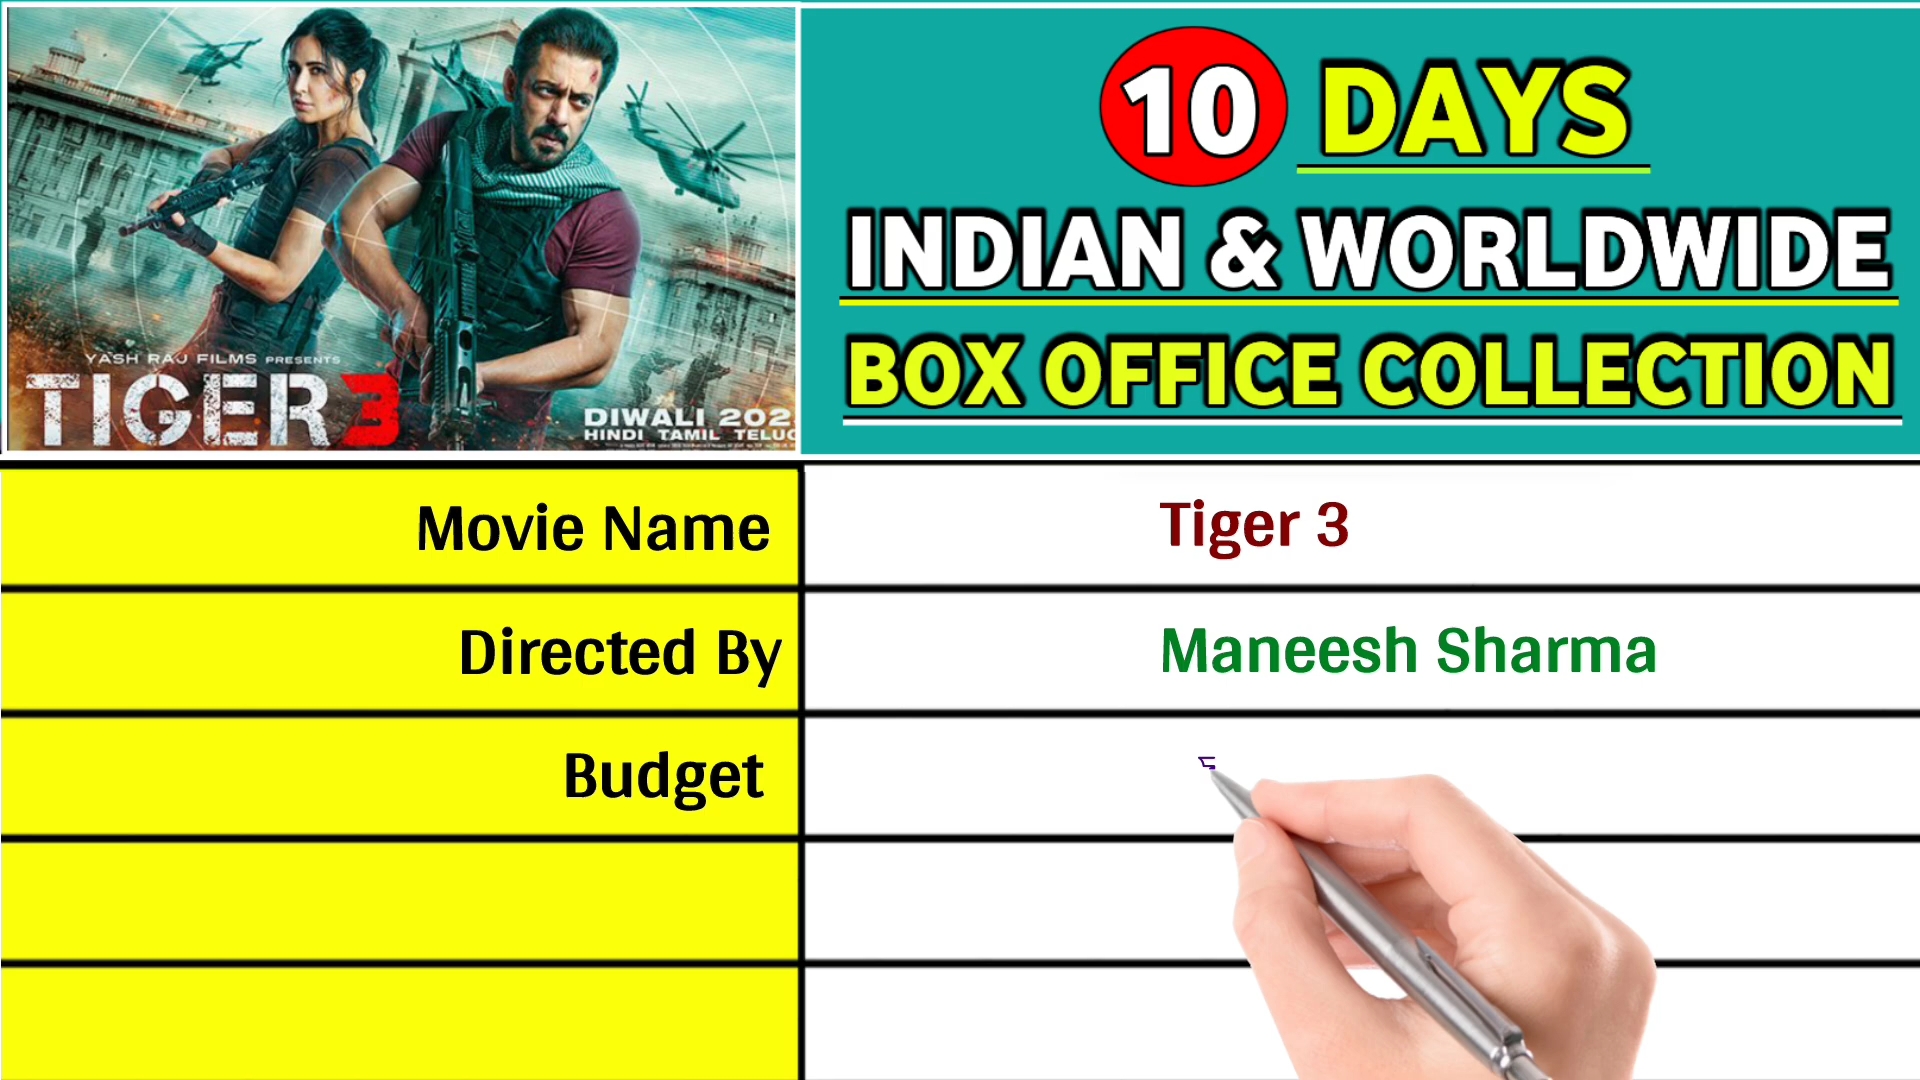 YASH RAJ FILMS PRESENTS
TIGER 3
DIWALI 202
HINDI TAMIL TELUG
10 DAYS
INDIAN & WORLDWIDE
BOX OFFICE COLLECTION
Movie Name
Tiger 3
Directed By
Maneesh Sharma
Budget